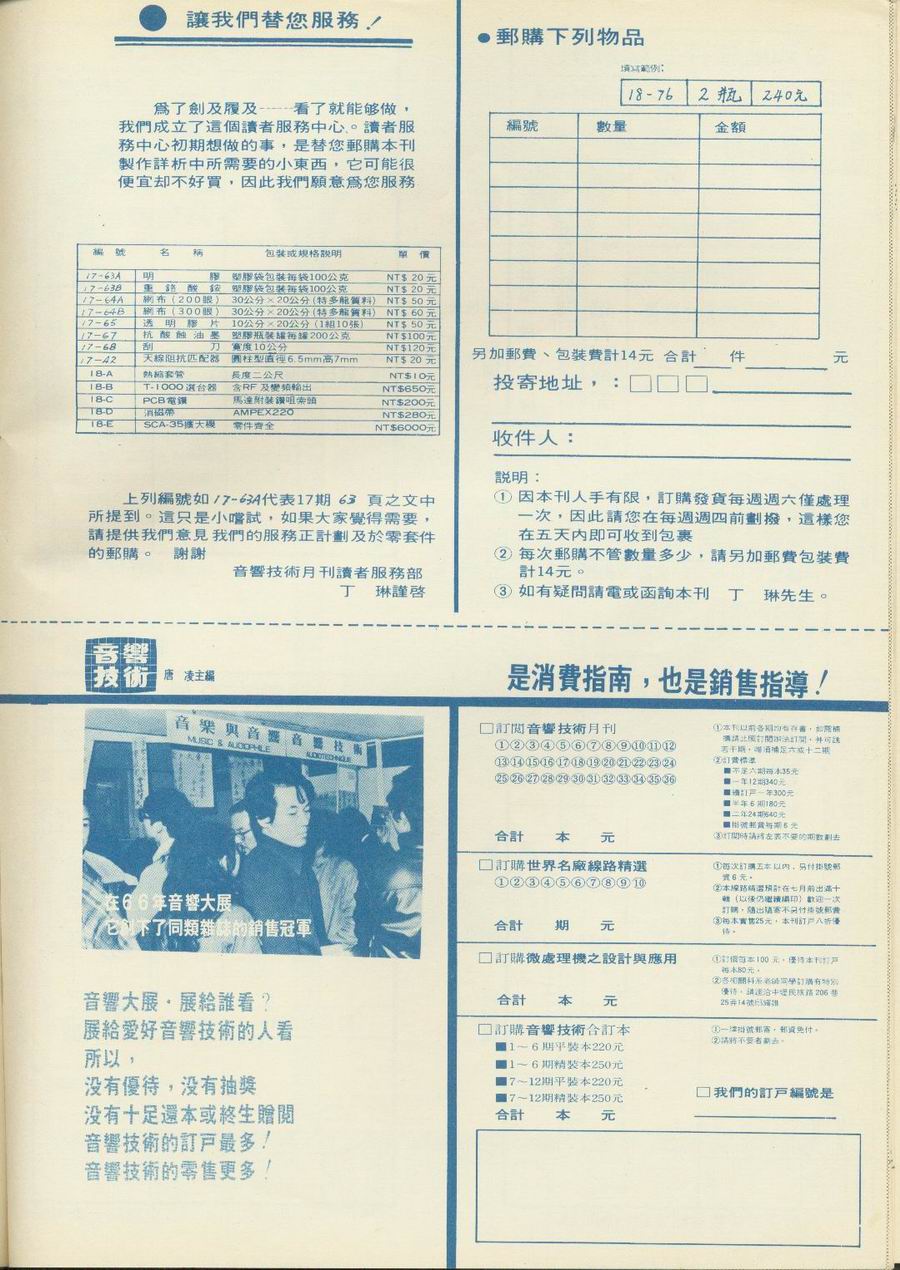 讓我們替您服務！
為了劍及履及……看了就能够做，
我們成立了這個讀者服務中心。讀者服
務中心初期想做的事，是替您郵購本刊
製作詳析中所需要的小東西，它可能很
便宜却不好買，因此我們願意為您服務
編號 名稱 包裝或規格說明 單價
17-63A 明膠 塑膠袋包裝每袋100公克 NT$20元
17-63B 重鉻酸銨 塑膠袋包裝每袋100公克 NT$20元
17-64A 網布(200眼) 30公分×20公分(特多龍質料) NT$50元
17-64B 網布(300眼) 30公分×20公分(特多龍質料) NT$60元
17-65 透明膠片 10公分×20公分(1組10張) NT$50元
17-67 抗酸蝕油墨 塑膠瓶裝罐每罐200公克 NT$100元
17-68 刮刀 寬度10公分 NT$120元
17-42 天線阻抗匹配器 圓柱型直徑6.5mm高7mm NT$20元
18-A 熱縮套管 長度二公尺 NT$10元
18-B T-1000選台器 含RF及變頻輸出 NT$650元
18-C PCB電鑽 馬達附裝鑽咀索頭 NT$200元
18-D 消磁帶 AMPEX220 NT$280元
18-E SCA-35擴大機 零件齊全 NT$6000元
上列編號如17-63A代表17期 63 頁之文中
所提到。這只是小嚐試，如果大家覺得需要，
請提供我們意見我們的服務正計劃及於零套件
的郵購。 謝謝
音響技術月刊讀者服務部
丁 琳謹啓
●郵購下列物品
填寫範例：
18-76 2瓶 240元
編號 數量 金額
另加郵費、包裝費計14元 合計 件 元
投寄地址，：□□□
收件人：
說明：
① 因本刊人手有限，訂購發貨每週週六僅處理
一次，因此請您在每週週四前劃撥，這樣您
在五天內即可收到包裹
② 每次郵購不管數量多少，請另加郵費包裝費
計14元。
③ 如有疑問請電或函詢本刊 丁 琳先生。
音響
技術
唐 凌主編
是消費指南，也是銷售指導！
音樂與音響 音響技術
MUSIC & AUDIOPHILE AUDIOTECHNIQUE
在66年音響大展
它創下了同類雜誌的銷售冠軍
音響大展．展給誰看？
展給愛好音響技術的人看
所以，
没有優待，没有抽獎
没有十足還本或終生贈閱
音響技術的訂戸最多！
音響技術的零售更多！
□訂閱音響技術月刊
①②③④⑤⑥⑦⑧⑨⑩⑪⑫
⑬⑭⑮⑯⑰⑱⑲⑳㉑㉒㉓㉔
㉕㉖㉗㉘㉙㉚㉛㉜㉝㉞㉟㊱
合計 本 元
①本刊以前各期均有存書，如需補
購請比照訂閱辦法訂閱，并可註
若干期，每滿補足六或十二期
②訂費標準
■不足六期每本35元
■一年12期340元
■續訂戸一年300元
■半年6期180元
■二年24期640元
■掛號郵費每期6元
③訂閱時請將左表不要的期數劃去
□訂購世界名廠線路精選
①②③④⑤⑥⑦⑧⑨⑩
合計 期 元
①每次訂購五本以內，另付掛號郵
資6元。
②本線路精選預計在七月前出滿十
輯(以後仍繼續編印)歡迎一次
訂購，隨出隨寄不另付掛號郵費
③每本實售25元，本刊訂戸八折優
待。
□訂購微處理機之設計與應用
合計 本 元
①訂價每本100元，優待本刊訂戸
每本80元。
②各相關科系老師同學訂購有特別
優待，請逕洽中壢民族路206巷
□訂購音響技術合訂本
■1～6期平裝本220元
■1～6期精裝本250元
■7～12期平裝本220元
■7～12期精裝本250元
合計 本 元
①一律掛號郵寄，郵資免付。
②請將不要者劃去。
□我們的訂戸編號是